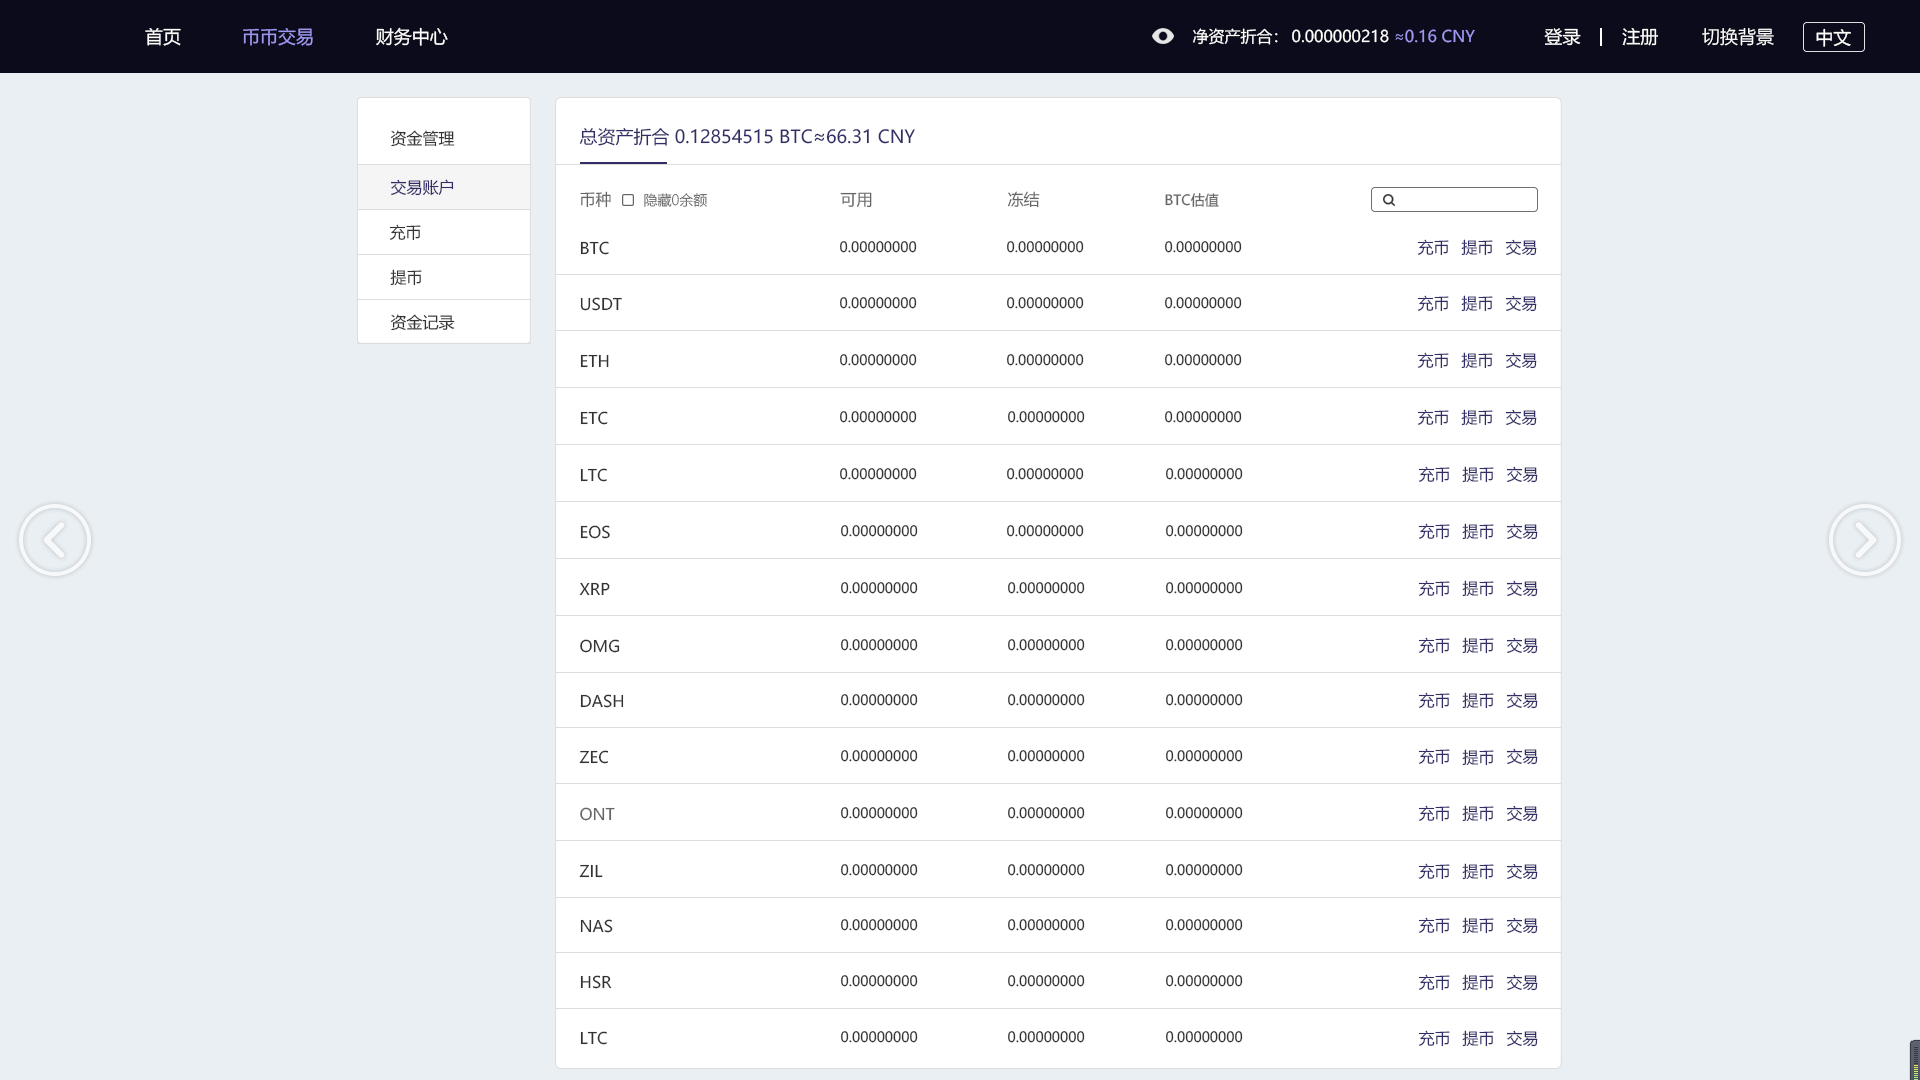 首页 币币交易 财务中心 净资产折合： 0.000000218 ≈0.16 CNY 登录 | 注册 切换背景 中文
资金管理
交易账户
充币
提币
资金记录
总资产折合 0.12854515 BTC≈66.31 CNY
币种 隐藏0余额 可用 冻结 BTC估值
BTC 0.00000000 0.00000000 0.00000000 充币 提币 交易
USDT 0.00000000 0.00000000 0.00000000 充币 提币 交易
ETH 0.00000000 0.00000000 0.00000000 充币 提币 交易
ETC 0.00000000 0.00000000 0.00000000 充币 提币 交易
LTC 0.00000000 0.00000000 0.00000000 充币 提币 交易
EOS 0.00000000 0.00000000 0.00000000 充币 提币 交易
XRP 0.00000000 0.00000000 0.00000000 充币 提币 交易
OMG 0.00000000 0.00000000 0.00000000 充币 提币 交易
DASH 0.00000000 0.00000000 0.00000000 充币 提币 交易
ZEC 0.00000000 0.00000000 0.00000000 充币 提币 交易
ONT 0.00000000 0.00000000 0.00000000 充币 提币 交易
ZIL 0.00000000 0.00000000 0.00000000 充币 提币 交易
NAS 0.00000000 0.00000000 0.00000000 充币 提币 交易
HSR 0.00000000 0.00000000 0.00000000 充币 提币 交易
LTC 0.00000000 0.00000000 0.00000000 充币 提币 交易